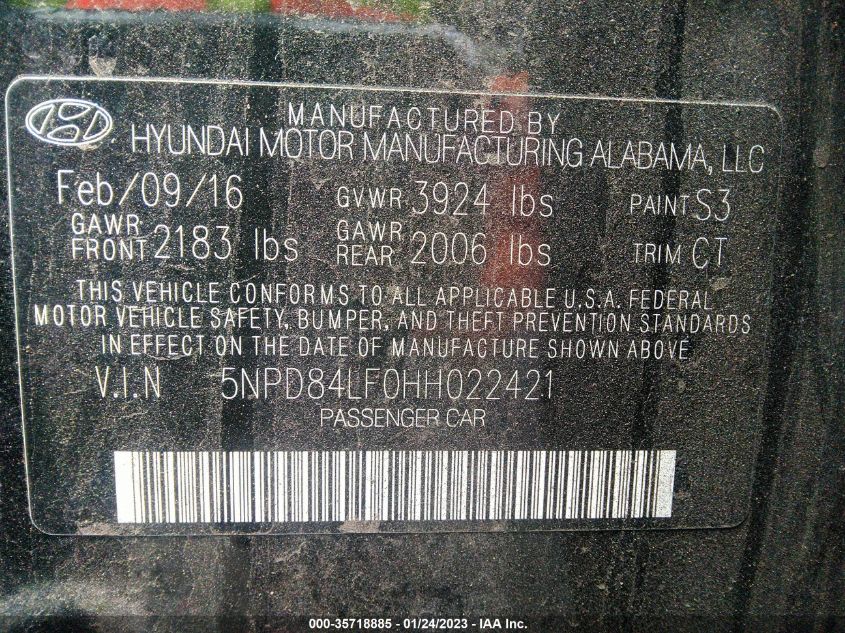 MANUFACTURED BY
HYUNDAI MOTOR MANUFACTURING ALABAMA, LLC
Feb/09/16 GVWR 3924 lbs PAINT S3
GAWR FRONT 2183 lbs GAWR REAR 2006 lbs TRIM CT
THIS VEHICLE CONFORMS TO ALL APPLICABLE U.S.A. FEDERAL
MOTOR VEHICLE SAFETY, BUMPER, AND THEFT PREVENTION STANDARDS
IN EFFECT ON THE DATE OF MANUFACTURE SHOWN ABOVE
V.I.N 5NPD84LF0HH022421
PASSENGER CAR
000-35718885 - 01/24/2023 - IAA Inc.